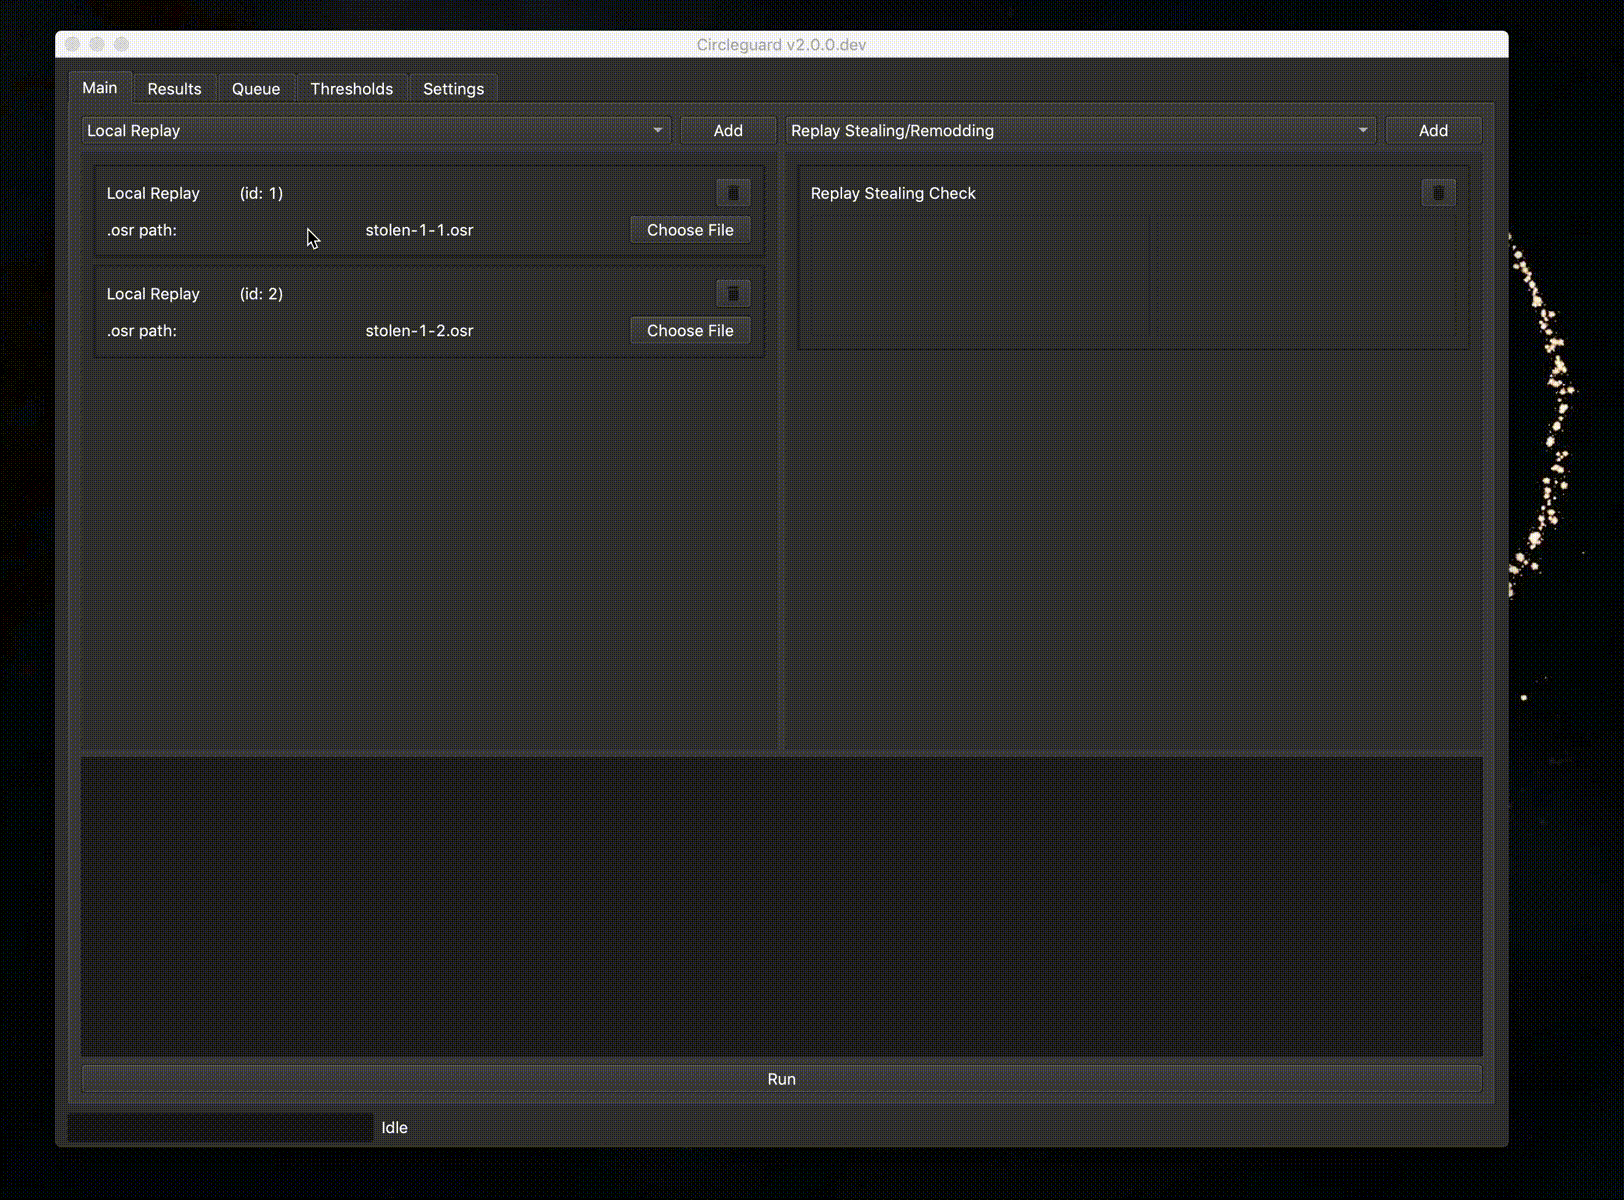 Circleguard v2.0.0.dev
Main Results Queue Thresholds Settings
Local Replay Add Replay Stealing/Remodding Add
Local Replay (id: 1)
.osr path: stolen-1-1.osr Choose File
Local Replay (id: 2)
.osr path: stolen-1-2.osr Choose File
Replay Stealing Check
Run
Idle